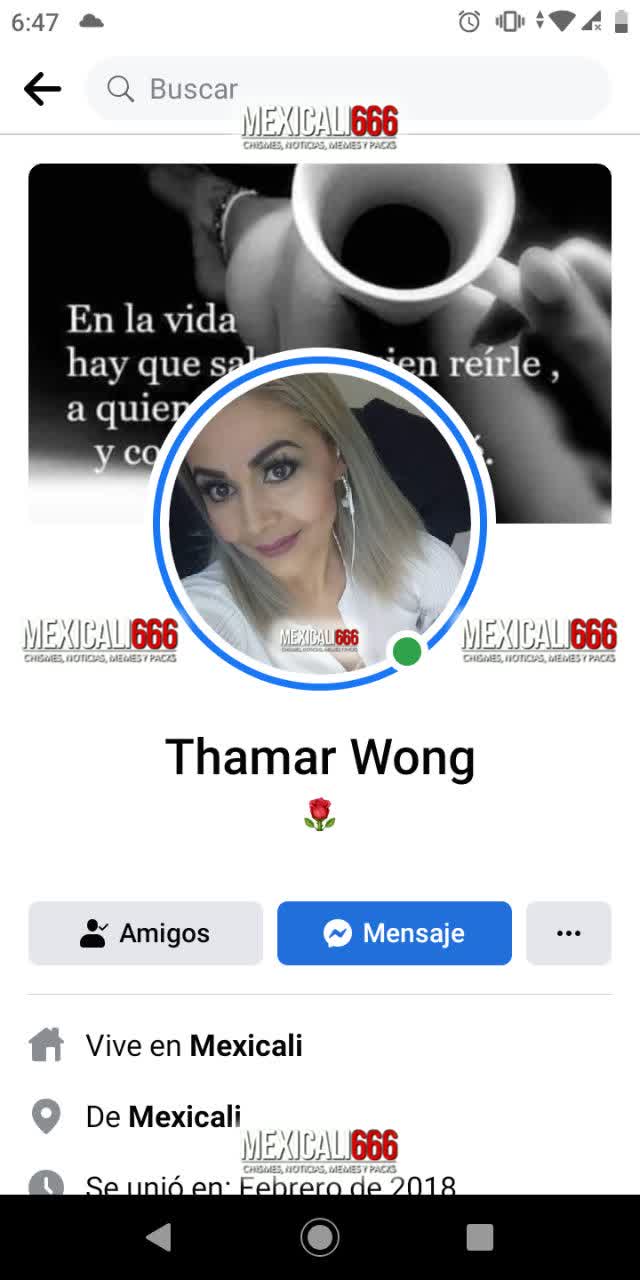 6:47
Buscar
MEXICALI666
CHISMES, NOTICIAS, MEMES Y PACKS
En la vida
hay que reírle ,
a quien
y
MEXICALI666
CHISMES, NOTICIAS, MEMES Y PACKS
MEXICALI666
MEXICALI666
CHISMES, NOTICIAS, MEMES Y PACKS
Thamar Wong
Amigos
Mensaje
Vive en Mexicali
De Mexicali
MEXICALI666
CHISMES, NOTICIAS, MEMES Y PACKS
Se unió en: Febrero de 2018